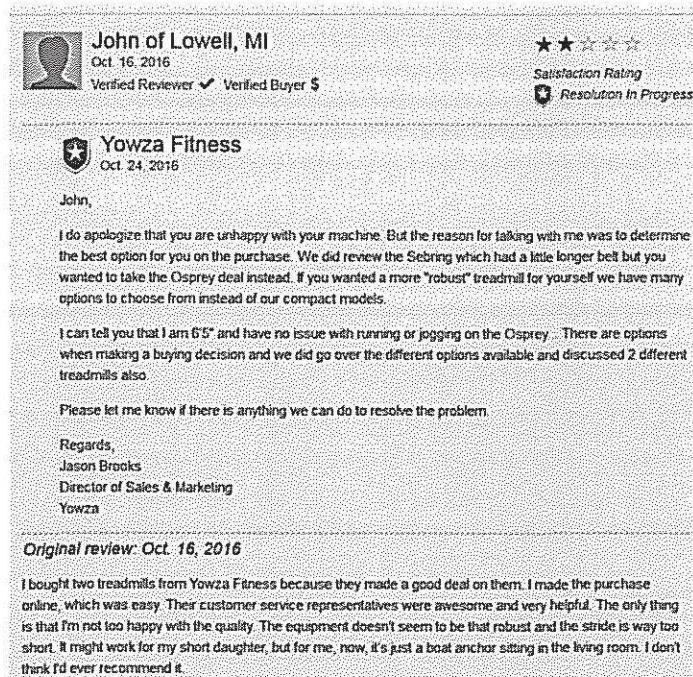 John of Lowell, MI
Oct. 16, 2016
Verified Reviewer ✔ Verified Buyer $
★★☆☆☆
Satisfaction Rating
Resolution In Progress
Yowza Fitness
Oct. 24, 2016
John,
I do apologize that you are unhappy with your machine. But the reason for talking with me was to determine
the best option for you on the purchase. We did review the Sebring which had a little longer belt but you
wanted to take the Osprey deal instead. If you wanted a more "robust" treadmill for yourself we have many
options to choose from instead of our compact models.
I can tell you that I am 6'5" and have no issue with running or jogging on the Osprey... There are options
when making a buying decision and we did go over the different options available and discussed 2 different
treadmills also.
Please let me know if there is anything we can do to resolve the problem.
Regards,
Jason Brooks
Director of Sales & Marketing
Yowza
Original review: Oct. 16, 2016
I bought two treadmills from Yowza Fitness because they made a good deal on them. I made the purchase
online, which was easy. Their customer service representatives were awesome and very helpful. The only thing
is that I'm not too happy with the quality. The equipment doesn't seem to be that robust and the stride is way too
short. It might work for my short daughter, but for me, now, it's just a boat anchor sitting in the living room. I don't
think I'd ever recommend it.